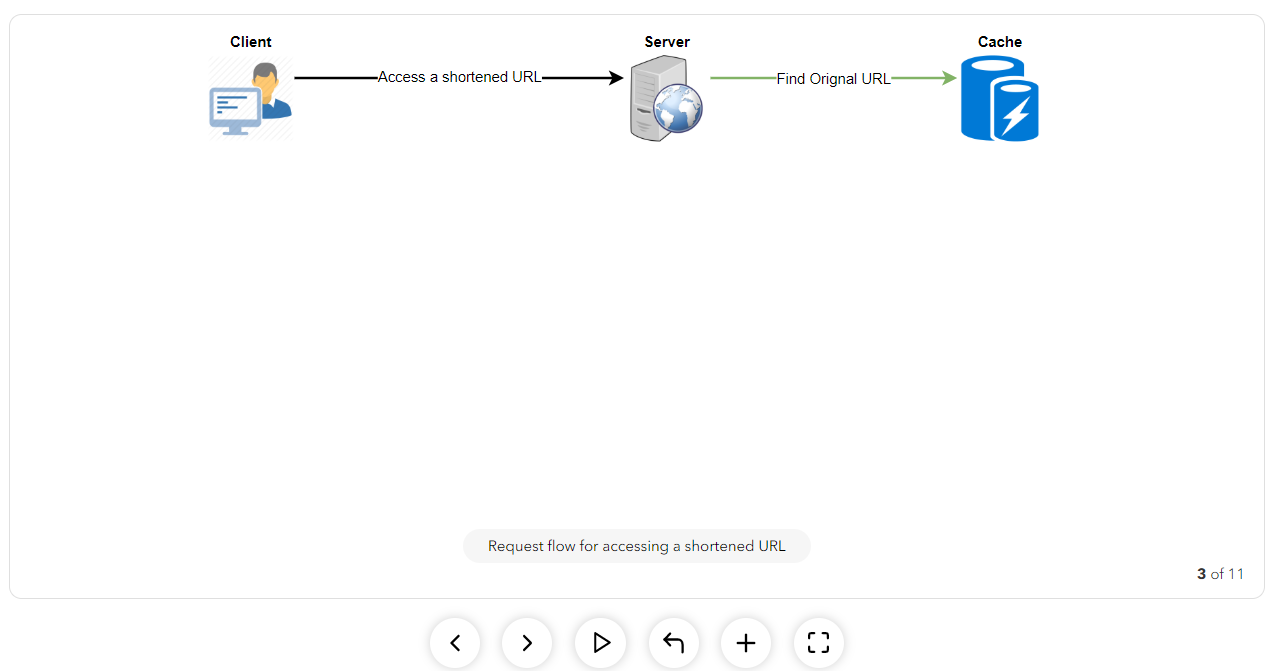 Client
Server
Cache
Access a shortened URL
Find Orignal URL
Request flow for accessing a shortened URL
3 of 11